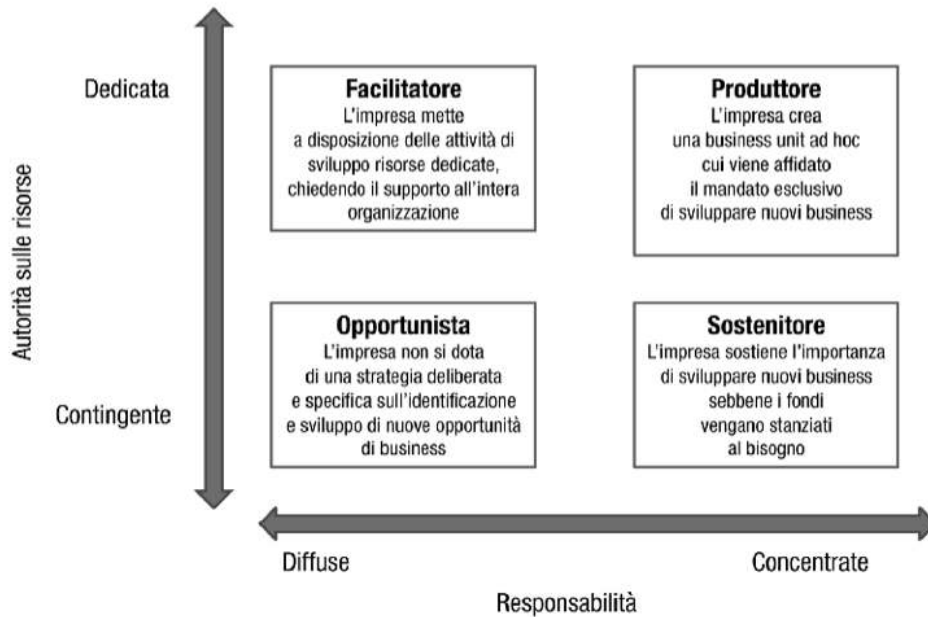 Dedicata
Facilitatore
L'impresa mette
a disposizione delle attività di
sviluppo risorse dedicate,
chiedendo il supporto all'intera
organizzazione
Produttore
L'impresa crea
una business unit ad hoc
cui viene affidato
il mandato esclusivo
di sviluppare nuovi business
Autorità sulle risorse
Opportunista
L'impresa non si dota
di una strategia deliberata
e specifica sull'identificazione
e sviluppo di nuove opportunità
di business
Sostenitore
L'impresa sostiene l'importanza
di sviluppare nuovi business
sebbene i fondi
vengano stanziati
al bisogno
Contingente
Diffuse
Concentrate
Responsabilità